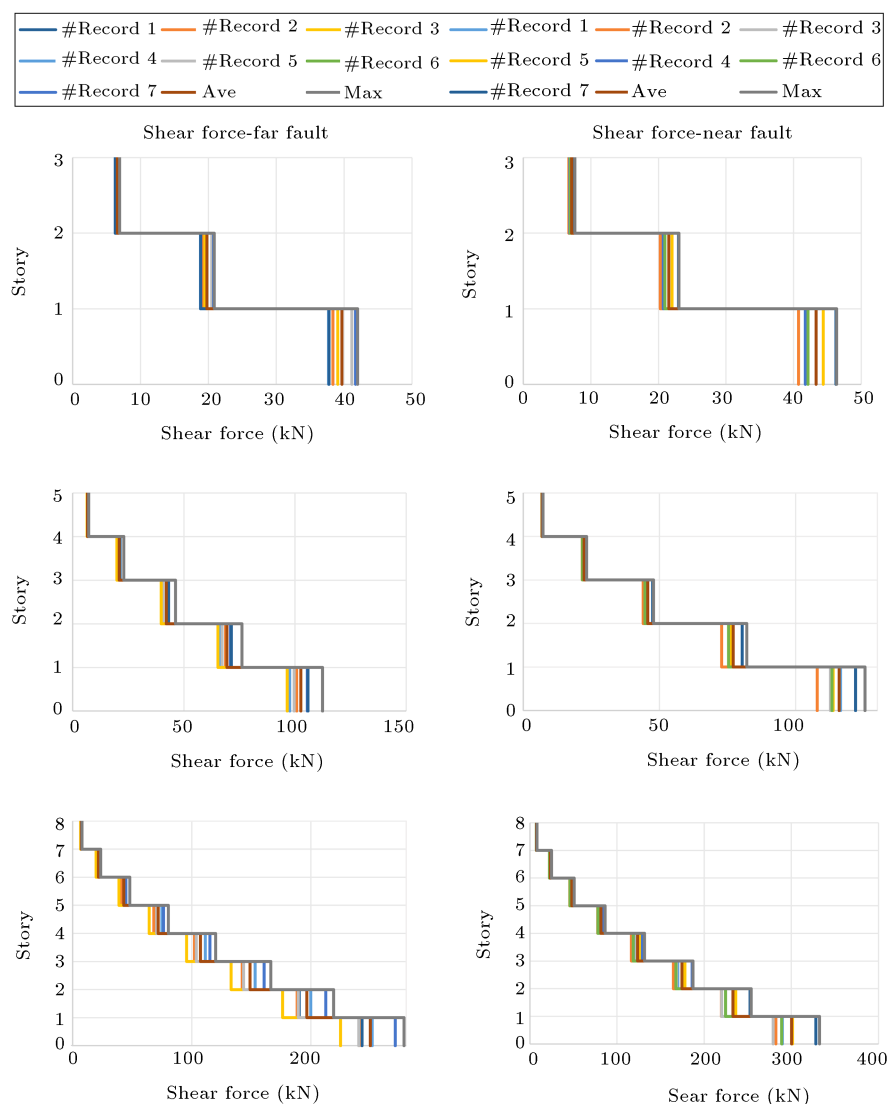 #Record 1 #Record 2 #Record 3 #Record 1 #Record 2 #Record 3
#Record 4 #Record 5 #Record 6 #Record 5 #Record 4 #Record 6
#Record 7 Ave Max #Record 7 Ave Max
Shear force-far fault
3
2
1
0
Story
0 10 20 30 40 50
Shear force (kN)
Shear force-near fault
3
2
1
0
Story
0 10 20 30 40 50
Shear force (kN)
5
4
3
2
1
0
Story
0 50 100 150
Shear force (kN)
5
4
3
2
1
0
Story
0 50 100
Shear force (kN)
8
7
6
5
4
3
2
1
0
Story
0 100 200
Shear force (kN)
8
7
6
5
4
3
2
1
0
Story
0 100 200 300 400
Sear force (kN)